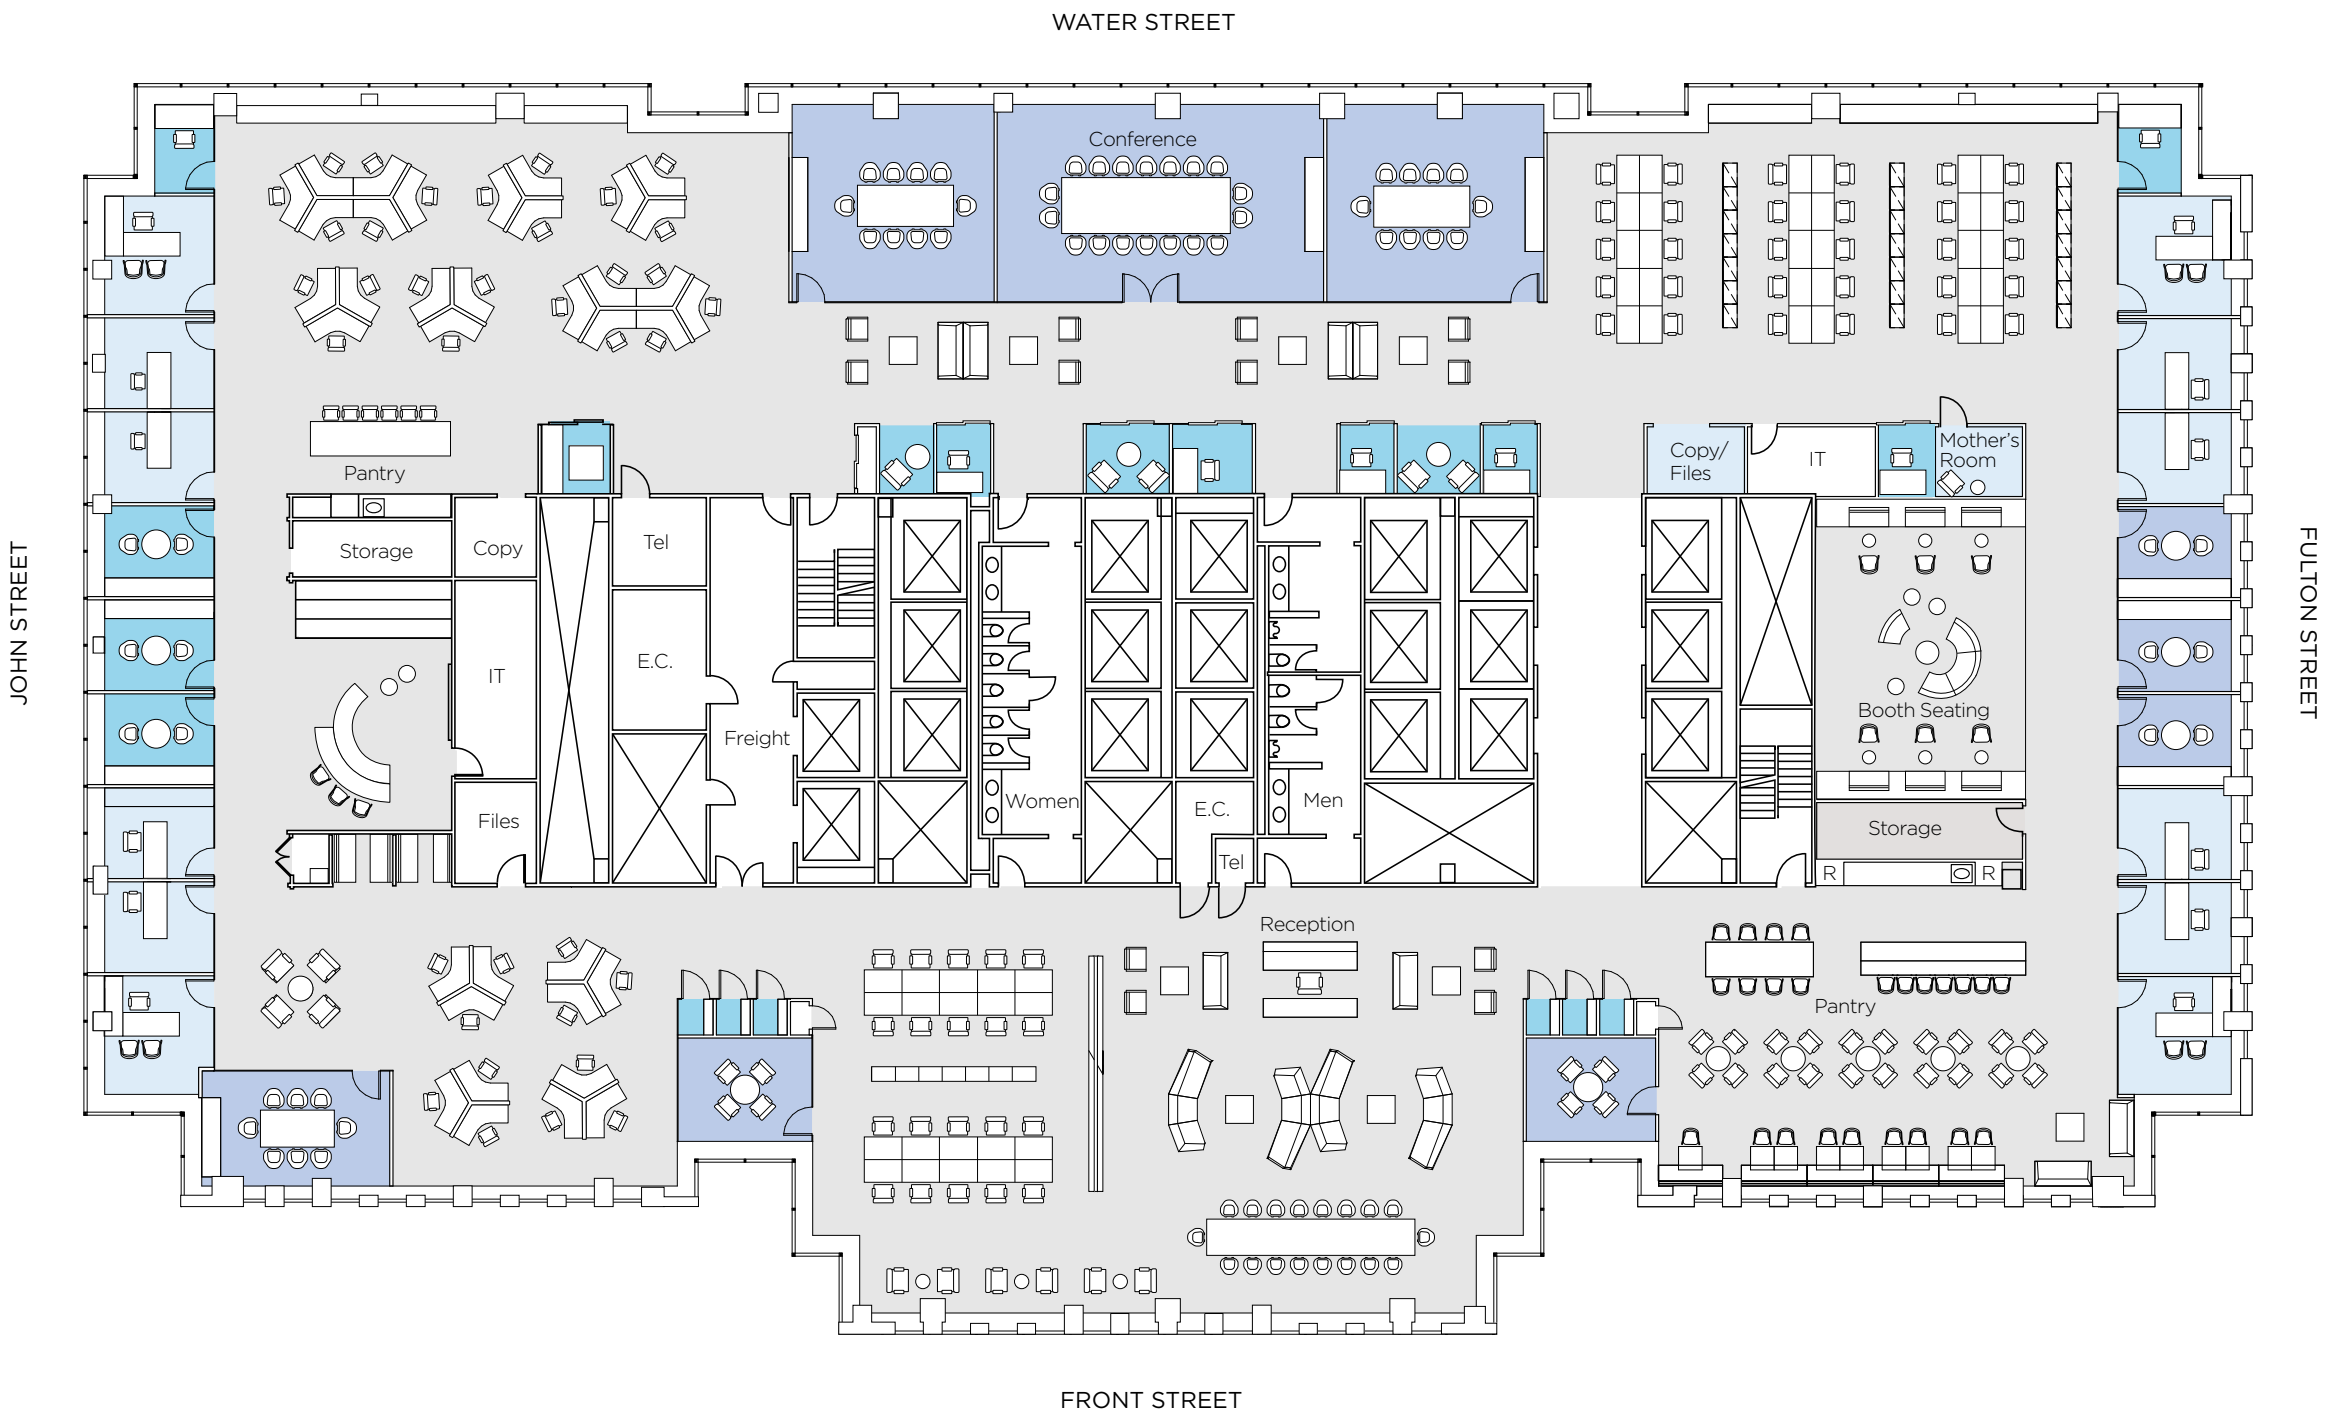 WATER STREET
Conference
Copy/
Files
IT
Mother's
Room
Pantry
Storage
Copy
Tel
JOHN STREET
FULTON STREET
E.C.
IT
Freight
Booth Seating
Women
E.C.
Men
Files
Storage
Tel
R
R
Reception
Pantry
FRONT STREET